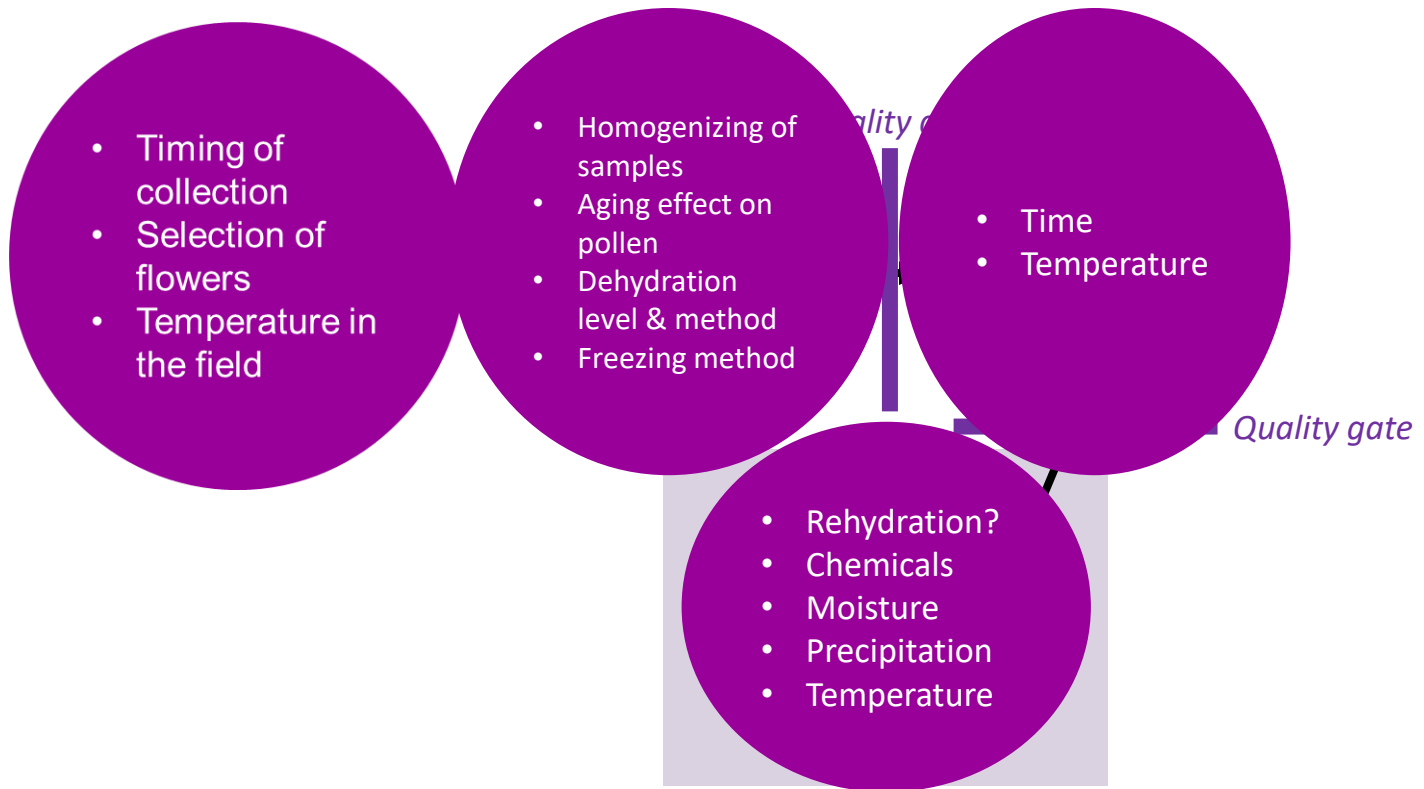 • Timing of
collection
• Selection of
flowers
• Temperature in
the field
• Homogenizing of
samples
• Aging effect on
pollen
• Dehydration
level & method
• Freezing method
• Time
• Temperature
Quality gate
• Rehydration?
• Chemicals
• Moisture
• Precipitation
• Temperature